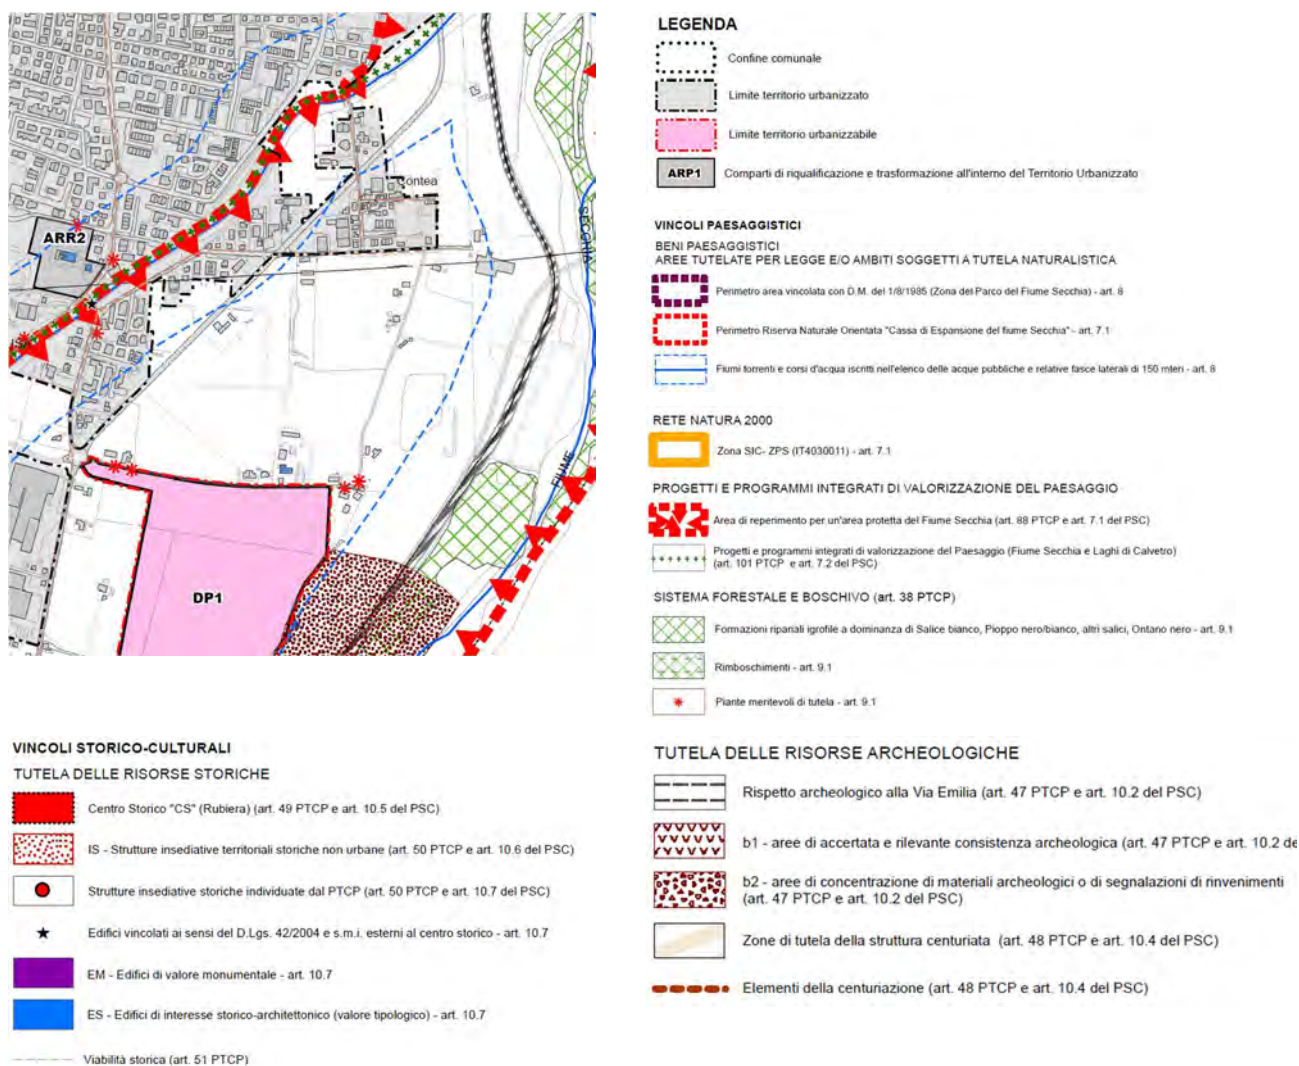 ARR2
Contea
SECCHIA
FIUME
DP1
LEGENDA
Confine comunale
Limite territorio urbanizzato
Limite territorio urbanizzabile
ARP1
Comparti di riqualificazione e trasformazione all'interno del Territorio Urbanizzato
VINCOLI PAESAGGISTICI
BENI PAESAGGISTICI
AREE TUTELATE PER LEGGE E/O AMBITI SOGGETTI A TUTELA NATURALISTICA
Perimetro area vincolata con D.M. del 1/8/1985 (Zona del Parco del Fiume Secchia) - art. 8
Perimetro Riserva Naturale Orientata "Cassa di Espansione del fiume Secchia" - art. 7.1
Fiumi torrenti e corsi d'acqua iscritti nell'elenco delle acque pubbliche e relative fasce laterali di 150 mteri - art. 8
RETE NATURA 2000
Zona SIC- ZPS (IT4030011) - art. 7.1
PROGETTI E PROGRAMMI INTEGRATI DI VALORIZZAZIONE DEL PAESAGGIO
Area di reperimento per un'area protetta del Fiume Secchia (art. 88 PTCP e art. 7.1 del PSC)
Progetti e programmi integrati di valorizzazione del Paesaggio (Fiume Secchia e Laghi di Calvetro)
(art. 101 PTCP e art. 7.2 del PSC)
SISTEMA FORESTALE E BOSCHIVO (art. 38 PTCP)
Formazioni ripariali igrofile a dominanza di Salice bianco, Pioppo nero/bianco, altri salici, Ontano nero - art. 9.1
Rimboschimenti - art. 9.1
Piante meritevoli di tutela - art. 9.1
VINCOLI STORICO-CULTURALI
TUTELA DELLE RISORSE STORICHE
Centro Storico "CS" (Rubiera) (art. 49 PTCP e art. 10.5 del PSC)
IS - Strutture insediative territoriali storiche non urbane (art. 50 PTCP e art. 10.6 del PSC)
Strutture insediative storiche individuate dal PTCP (art. 50 PTCP e art. 10.7 del PSC)
Edifici vincolati ai sensi del D.Lgs. 42/2004 e s.m.i. esterni al centro storico - art. 10.7
EM - Edifici di valore monumentale - art. 10.7
ES - Edifici di interesse storico-architettonico (valore tipologico) - art. 10.7
Viabilità storica (art. 51 PTCP)
TUTELA DELLE RISORSE ARCHEOLOGICHE
Rispetto archeologico alla Via Emilia (art. 47 PTCP e art. 10.2 del PSC)
b1 - aree di accertata e rilevante consistenza archeologica (art. 47 PTCP e art. 10.2 de
b2 - aree di concentrazione di materiali archeologici o di segnalazioni di rinvenimenti
(art. 47 PTCP e art. 10.2 del PSC)
Zone di tutela della struttura centuriata (art. 48 PTCP e art. 10.4 del PSC)
Elementi della centuriazione (art. 48 PTCP e art. 10.4 del PSC)